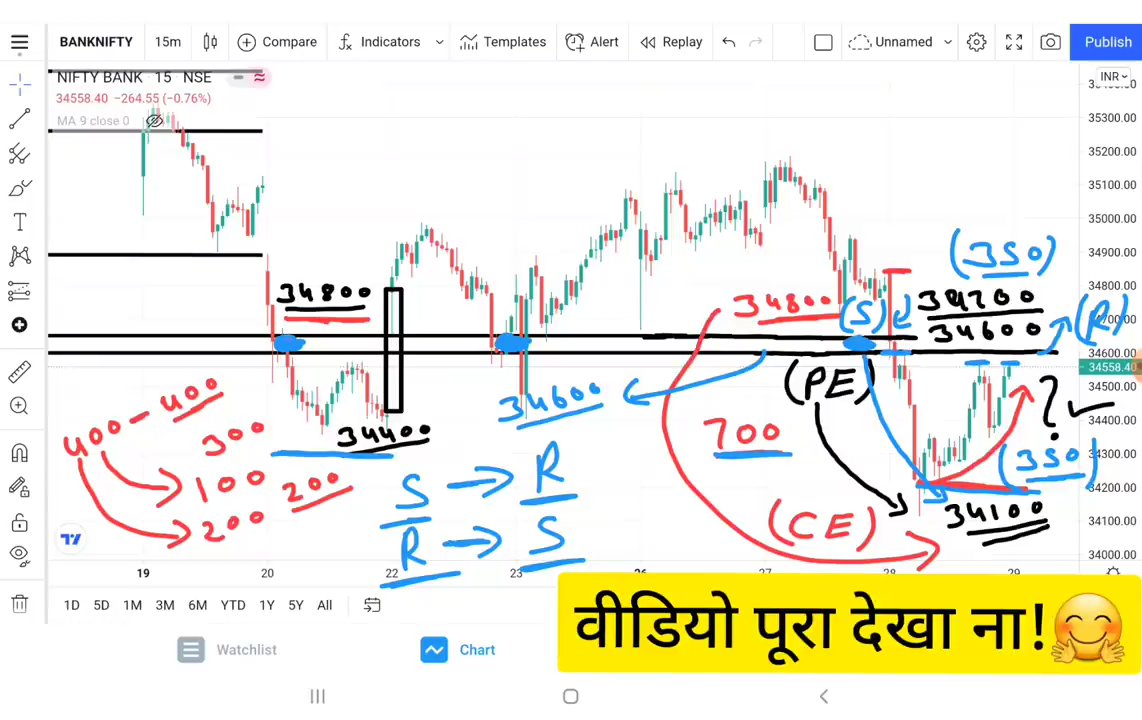 BANKNIFTY 15m Compare Indicators Templates Alert Replay Unnamed Publish
NIFTY BANK · 15 · NSE
34558.40 −264.55 (−0.76%)
MA 9 close 0
INR
35300.00
35200.00
35100.00
35000.00
34900.00
34800.00
34600.00
34558.40
34500.00
34400.00
34300.00
34200.00
34100.00
34000.00
(350)
34800
34800
(S)
34700
34600
(R)
(PE)
34600
400 - 400
300
34400
700
?
(350)
100 200
200
S → R
R → S
(CE)
34100
19 20 22 23 26 27 28 29
1D 5D 1M 3M 6M YTD 1Y 5Y All
Watchlist Chart
वीडियो पूरा देखा ना!